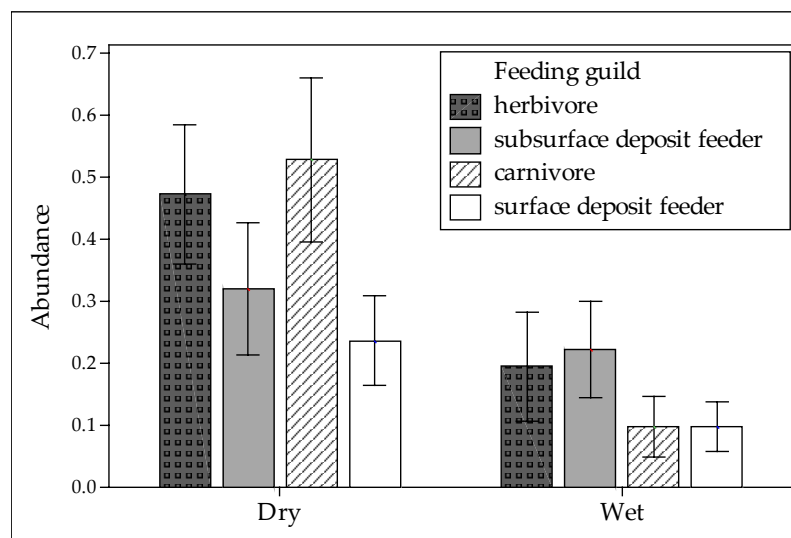 0.7
0.6
0.5
0.4
0.3
0.2
0.1
0.0
Abundance
Feeding guild
herbivore
subsurface deposit feeder
carnivore
surface deposit feeder
Dry
Wet